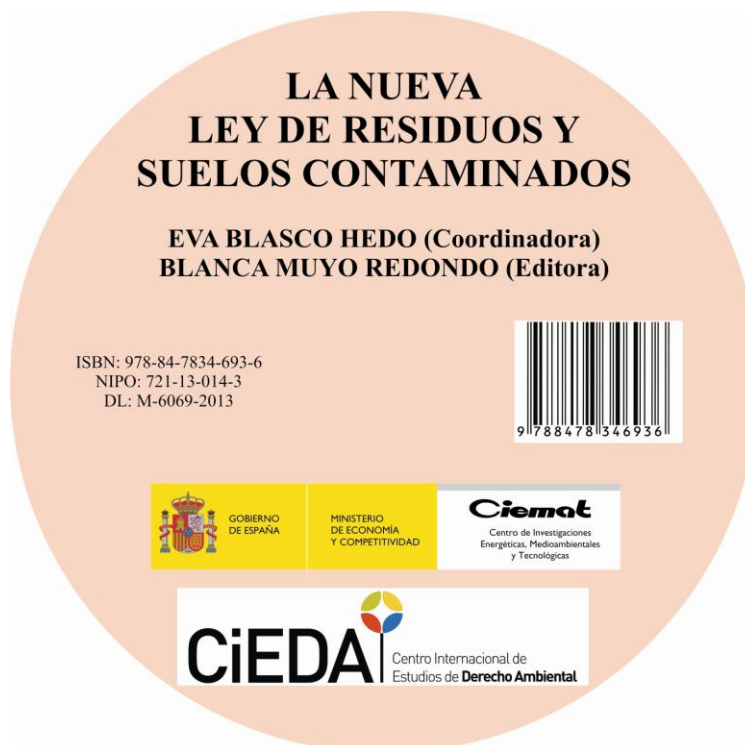 LA NUEVA
LEY DE RESIDUOS Y
SUELOS CONTAMINADOS
EVA BLASCO HEDO (Coordinadora)
BLANCA MUYO REDONDO (Editora)
ISBN: 978-84-7834-693-6
NIPO: 721-13-014-3
DL: M-6069-2013
9 788478 346936
GOBIERNO
DE ESPAÑA
MINISTERIO
DE ECONOMÍA
Y COMPETITIVIDAD
Ciemat
Centro de Investigaciones
Energéticas, Medioambientales
y Tecnológicas
CiEDA
Centro Internacional de
Estudios de Derecho Ambiental